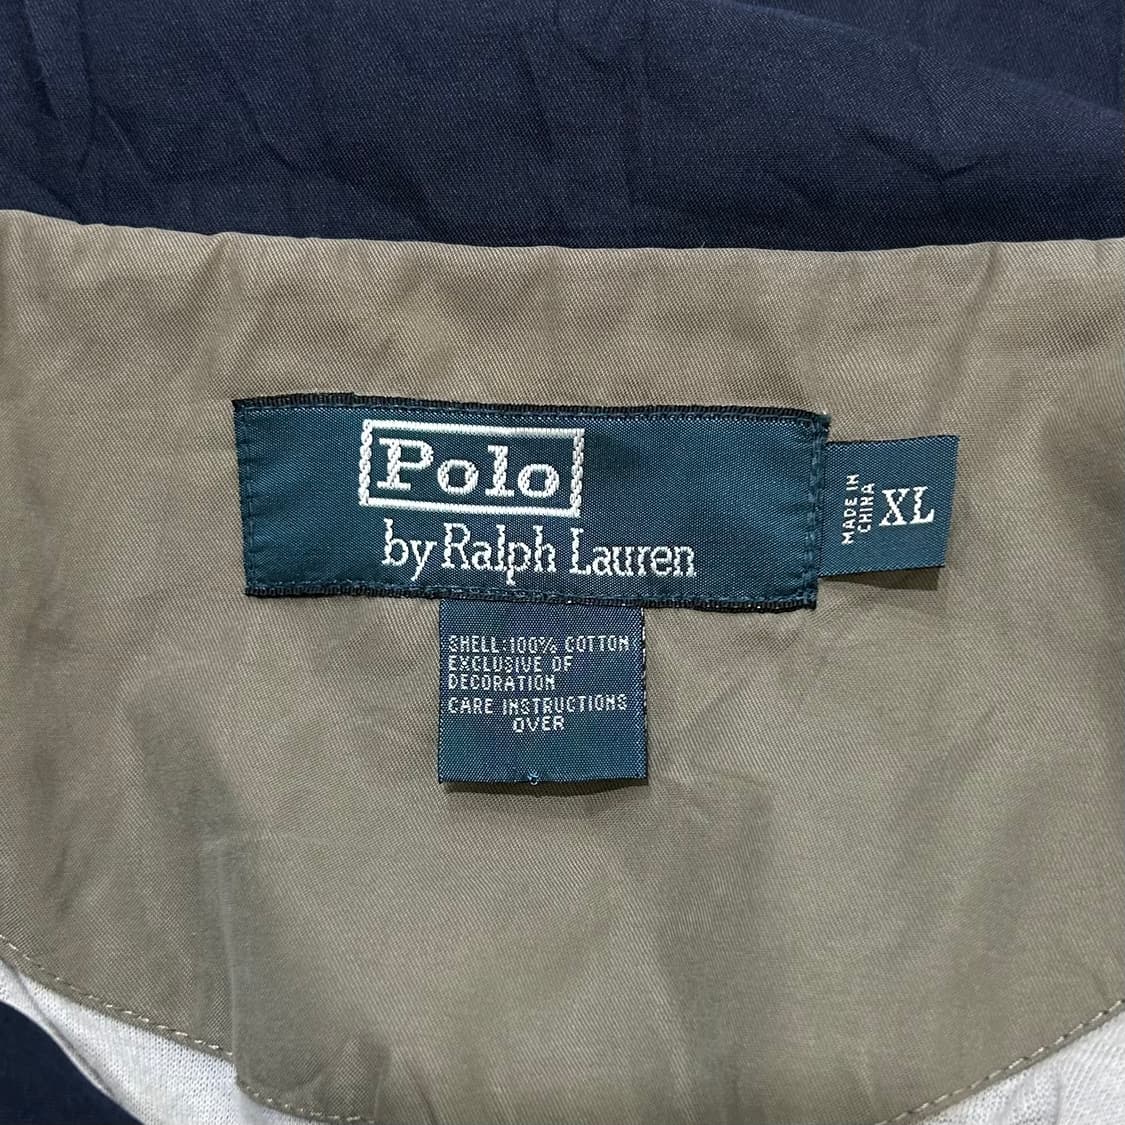 Polo
by Ralph Lauren
MADE IN
CHINA
XL
SHELL:100% COTTON
EXCLUSIVE OF
DECORATION
CARE INSTRUCTIONS
OVER